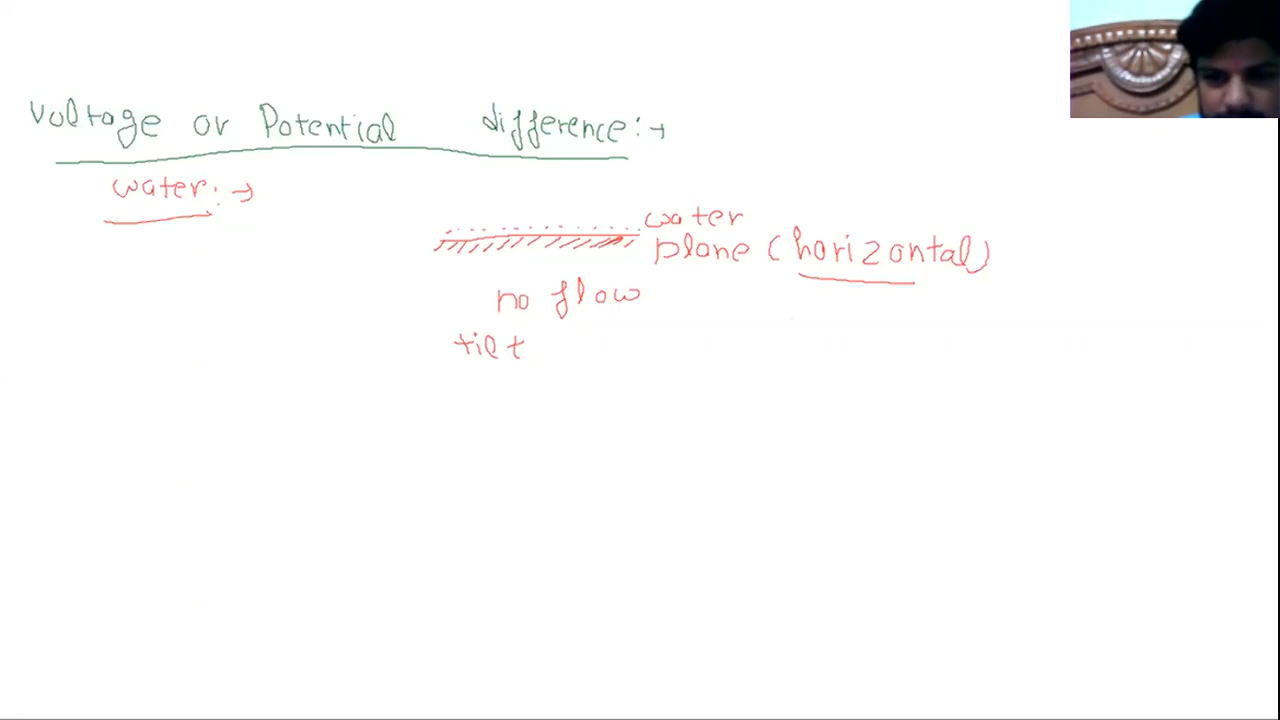 Voltage or Potential difference:→
water:→
water
plane (horizontal)
no flow
tilt